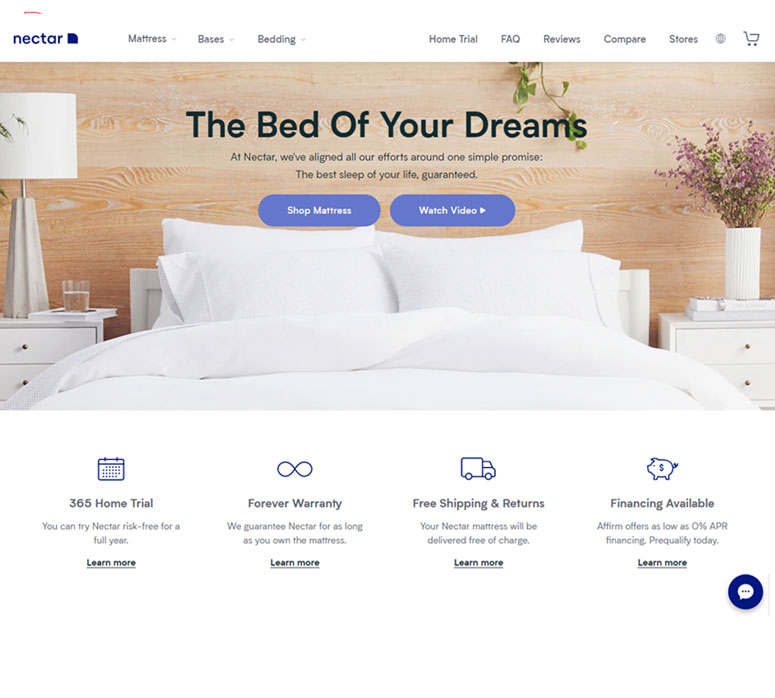 nectar
Mattress
Bases
Bedding
Home Trial
FAQ
Reviews
Compare
Stores
The Bed Of Your Dreams
At Nectar, we've aligned all our efforts around one simple promise:
The best sleep of your life, guaranteed.
Shop Mattress
Watch Video
365 Home Trial
You can try Nectar risk-free for a
full year.
Learn more
Forever Warranty
We guarantee Nectar for as long
as you own the mattress.
Learn more
Free Shipping & Returns
Your Nectar mattress will be
delivered free of charge.
Learn more
$
Financing Available
Affirm offers as low as 0% APR
financing. Prequalify today.
Learn more